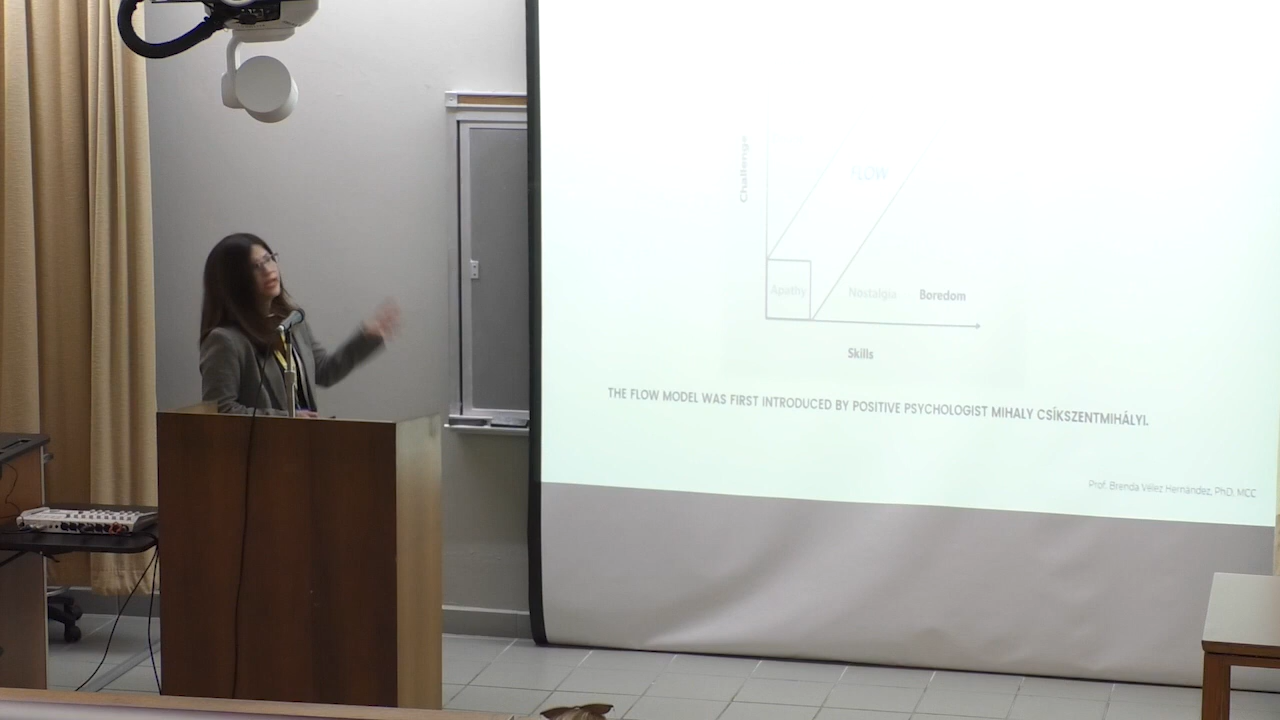 Challenge
FLOW
Apathy
Nostalgia
Boredom
Skills
THE FLOW MODEL WAS FIRST INTRODUCED BY POSITIVE PSYCHOLOGIST MIHALY CSÍKSZENTMIHÁLYI.
Prof. Brenda Vélez Hernández, PhD, MCC